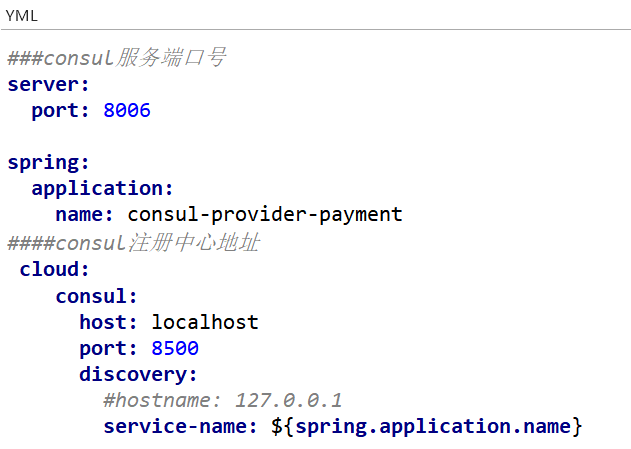 YML
###consul服务端口号
server:
  port: 8006

spring:
  application:
    name: consul-provider-payment
####consul注册中心地址
 cloud:
    consul:
      host: localhost
      port: 8500
      discovery:
        #hostname: 127.0.0.1
        service-name: ${spring.application.name}